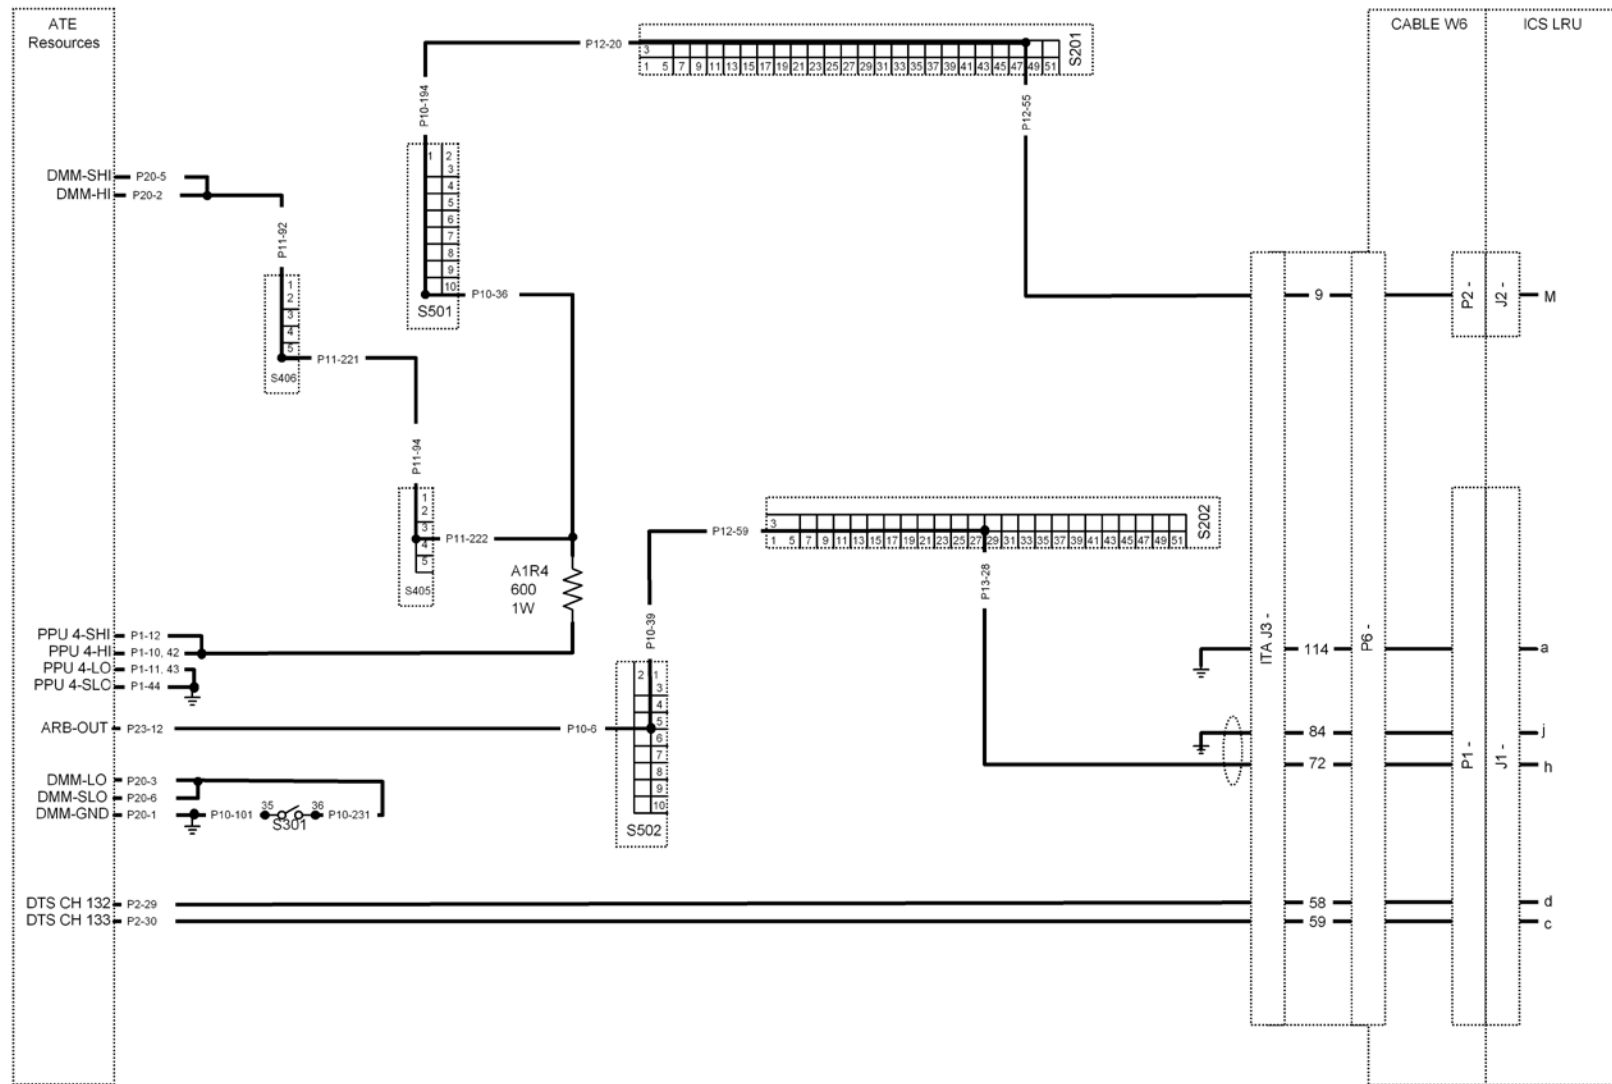 ATE
Resources
CABLE W6
ICS LRU
P12-20
3
1 5 7 9 11 13 15 17 19 21 23 25 27 29 31 33 35 37 39 41 43 45 47 49 51
S201
P10-194
P12-55
1 2
3
4
5
6
7
8
9
10
S501
P10-36
DMM-SHI P20-5
DMM-HI P20-2
P11-92
1
2
3
4
5
S406
P11-221
9
P2 -
J2 -
M
P11-94
1
2
3
4
5
S405
P11-222
A1R4
600
1W
P12-59
3
1 5 7 9 11 13 15 17 19 21 23 25 27 29 31 33 35 37 39 41 43 45 47 49 51
S202
P13-28
P10-39
PPU 4-SHI P1-12
PPU 4-HI P1-10, 42
PPU 4-LO P1-11, 43
PPU 4-SLO P1-44
ITA J3 -
114
P6 -
a
2 1
3
4
5
6
7
8
9
10
S502
ARB-OUT P23-12
P10-6
84
j
72
P1 -
J1 -
h
DMM-LO P20-3
DMM-SLO P20-6
DMM-GND P20-1
P10-101
35
36
S301
P10-231
DTS CH 132 P2-29
58
d
DTS CH 133 P2-30
59
c